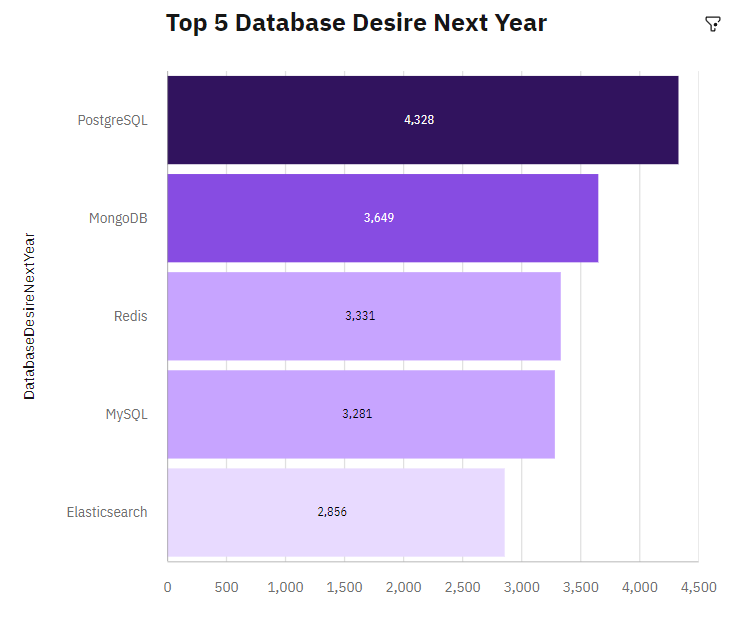 Top 5 Database Desire Next Year
DatabaseDesireNextYear
PostgreSQL
4,328
MongoDB
3,649
Redis
3,331
MySQL
3,281
Elasticsearch
2,856
0 500 1,000 1,500 2,000 2,500 3,000 3,500 4,000 4,500